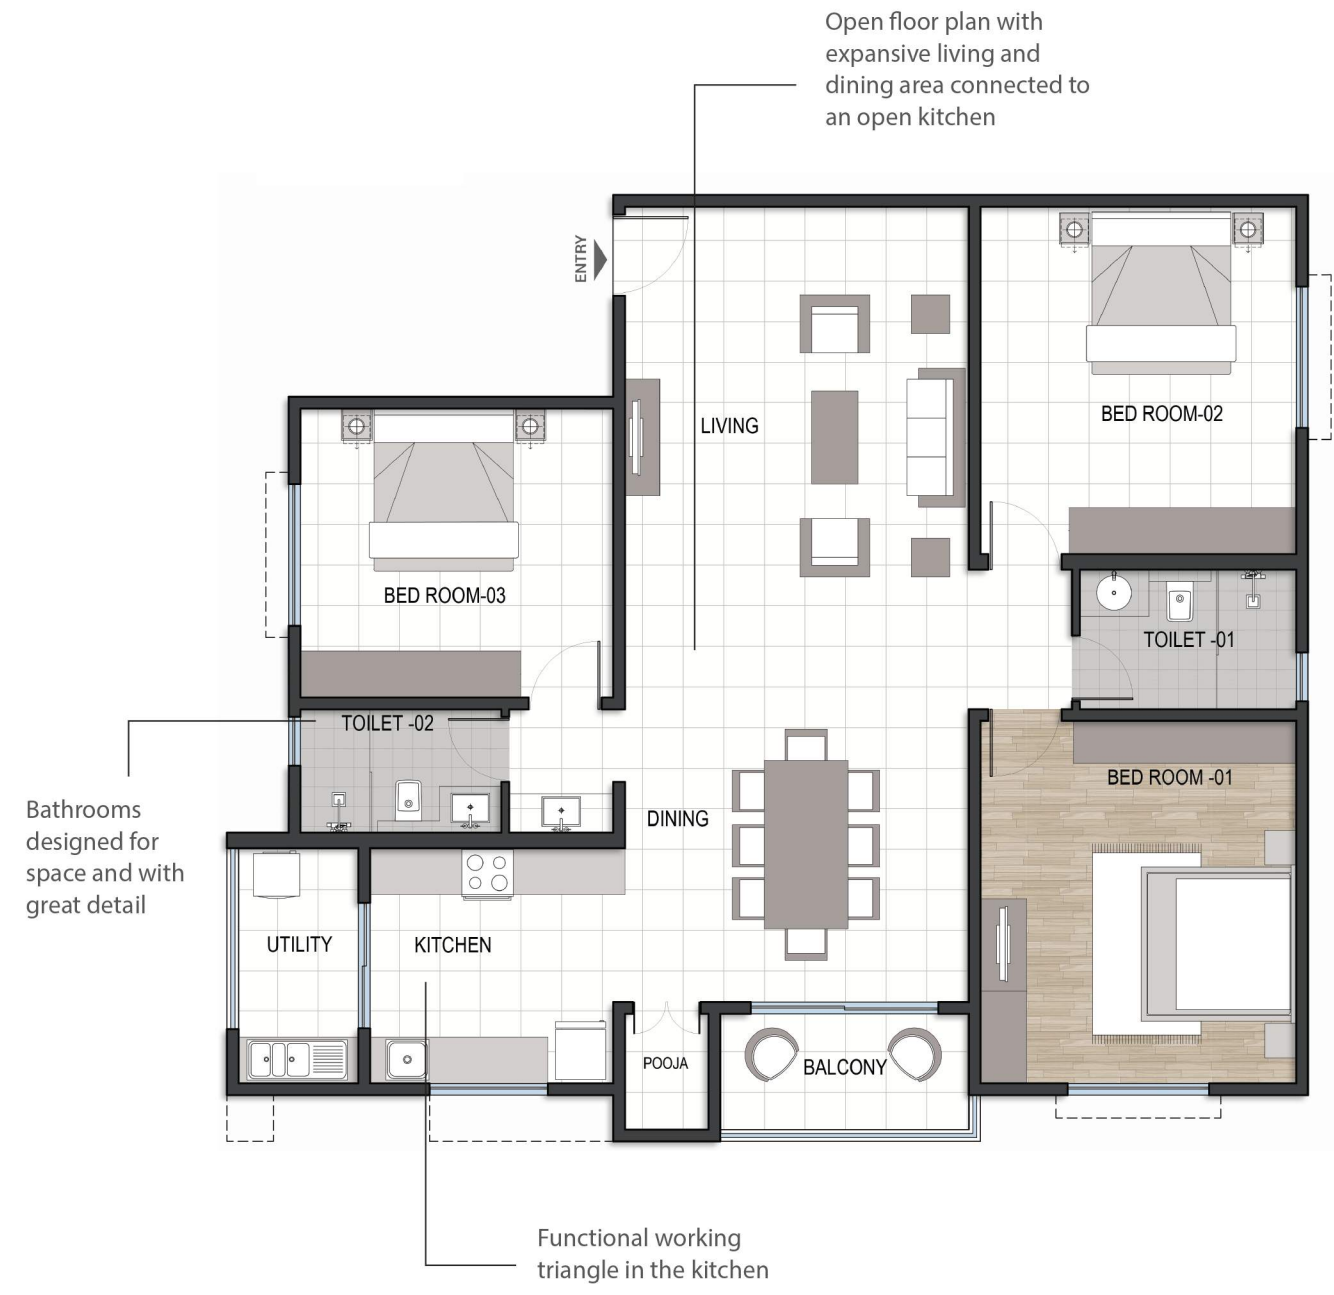 Open floor plan with
expansive living and
dining area connected to
an open kitchen
ENTRY
LIVING
BED ROOM-02
BED ROOM-03
TOILET -01
TOILET -02
BED ROOM -01
Bathrooms
designed for
space and with
great detail
DINING
UTILITY
KITCHEN
POOJA
BALCONY
Functional working
triangle in the kitchen